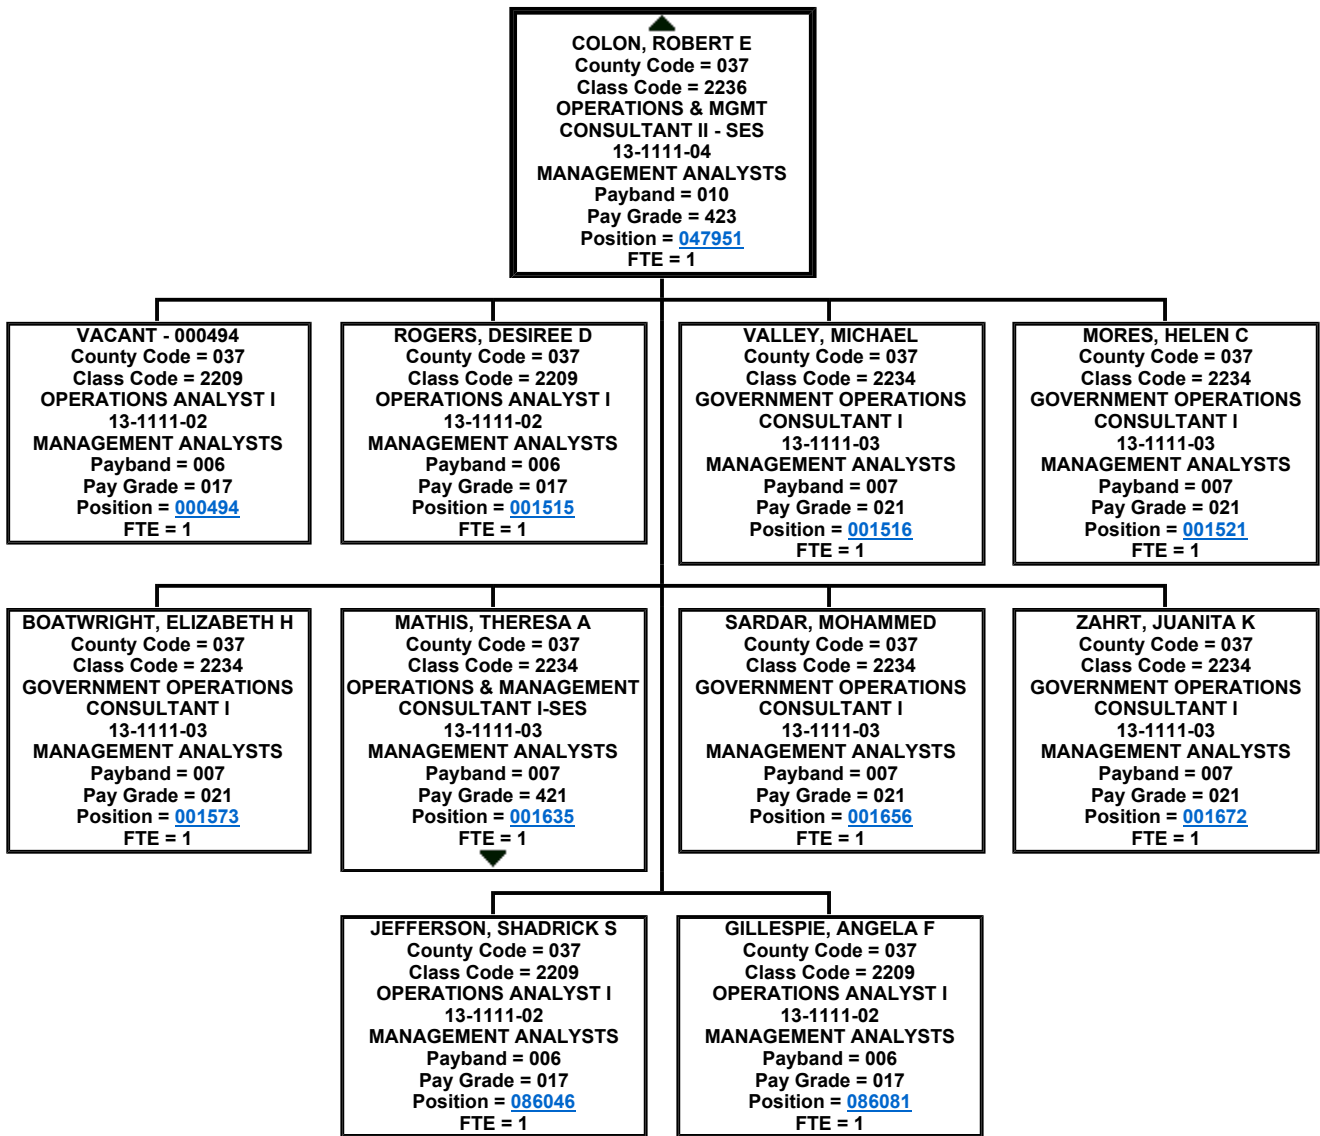 COLON, ROBERT E
County Code = 037
Class Code = 2236
OPERATIONS & MGMT
CONSULTANT II - SES
13-1111-04
MANAGEMENT ANALYSTS
Payband = 010
Pay Grade = 423
Position = 047951
FTE = 1
VACANT - 000494
County Code = 037
Class Code = 2209
OPERATIONS ANALYST I
13-1111-02
MANAGEMENT ANALYSTS
Payband = 006
Pay Grade = 017
Position = 000494
FTE = 1
ROGERS, DESIREE D
County Code = 037
Class Code = 2209
OPERATIONS ANALYST I
13-1111-02
MANAGEMENT ANALYSTS
Payband = 006
Pay Grade = 017
Position = 001515
FTE = 1
VALLEY, MICHAEL
County Code = 037
Class Code = 2234
GOVERNMENT OPERATIONS
CONSULTANT I
13-1111-03
MANAGEMENT ANALYSTS
Payband = 007
Pay Grade = 021
Position = 001516
FTE = 1
MORES, HELEN C
County Code = 037
Class Code = 2234
GOVERNMENT OPERATIONS
CONSULTANT I
13-1111-03
MANAGEMENT ANALYSTS
Payband = 007
Pay Grade = 021
Position = 001521
FTE = 1
BOATWRIGHT, ELIZABETH H
County Code = 037
Class Code = 2234
GOVERNMENT OPERATIONS
CONSULTANT I
13-1111-03
MANAGEMENT ANALYSTS
Payband = 007
Pay Grade = 021
Position = 001573
FTE = 1
MATHIS, THERESA A
County Code = 037
Class Code = 2234
OPERATIONS & MANAGEMENT
CONSULTANT I-SES
13-1111-03
MANAGEMENT ANALYSTS
Payband = 007
Pay Grade = 421
Position = 001635
FTE = 1
SARDAR, MOHAMMED
County Code = 037
Class Code = 2234
GOVERNMENT OPERATIONS
CONSULTANT I
13-1111-03
MANAGEMENT ANALYSTS
Payband = 007
Pay Grade = 021
Position = 001656
FTE = 1
ZAHRT, JUANITA K
County Code = 037
Class Code = 2234
GOVERNMENT OPERATIONS
CONSULTANT I
13-1111-03
MANAGEMENT ANALYSTS
Payband = 007
Pay Grade = 021
Position = 001672
FTE = 1
JEFFERSON, SHADRICK S
County Code = 037
Class Code = 2209
OPERATIONS ANALYST I
13-1111-02
MANAGEMENT ANALYSTS
Payband = 006
Pay Grade = 017
Position = 086046
FTE = 1
GILLESPIE, ANGELA F
County Code = 037
Class Code = 2209
OPERATIONS ANALYST I
13-1111-02
MANAGEMENT ANALYSTS
Payband = 006
Pay Grade = 017
Position = 086081
FTE = 1